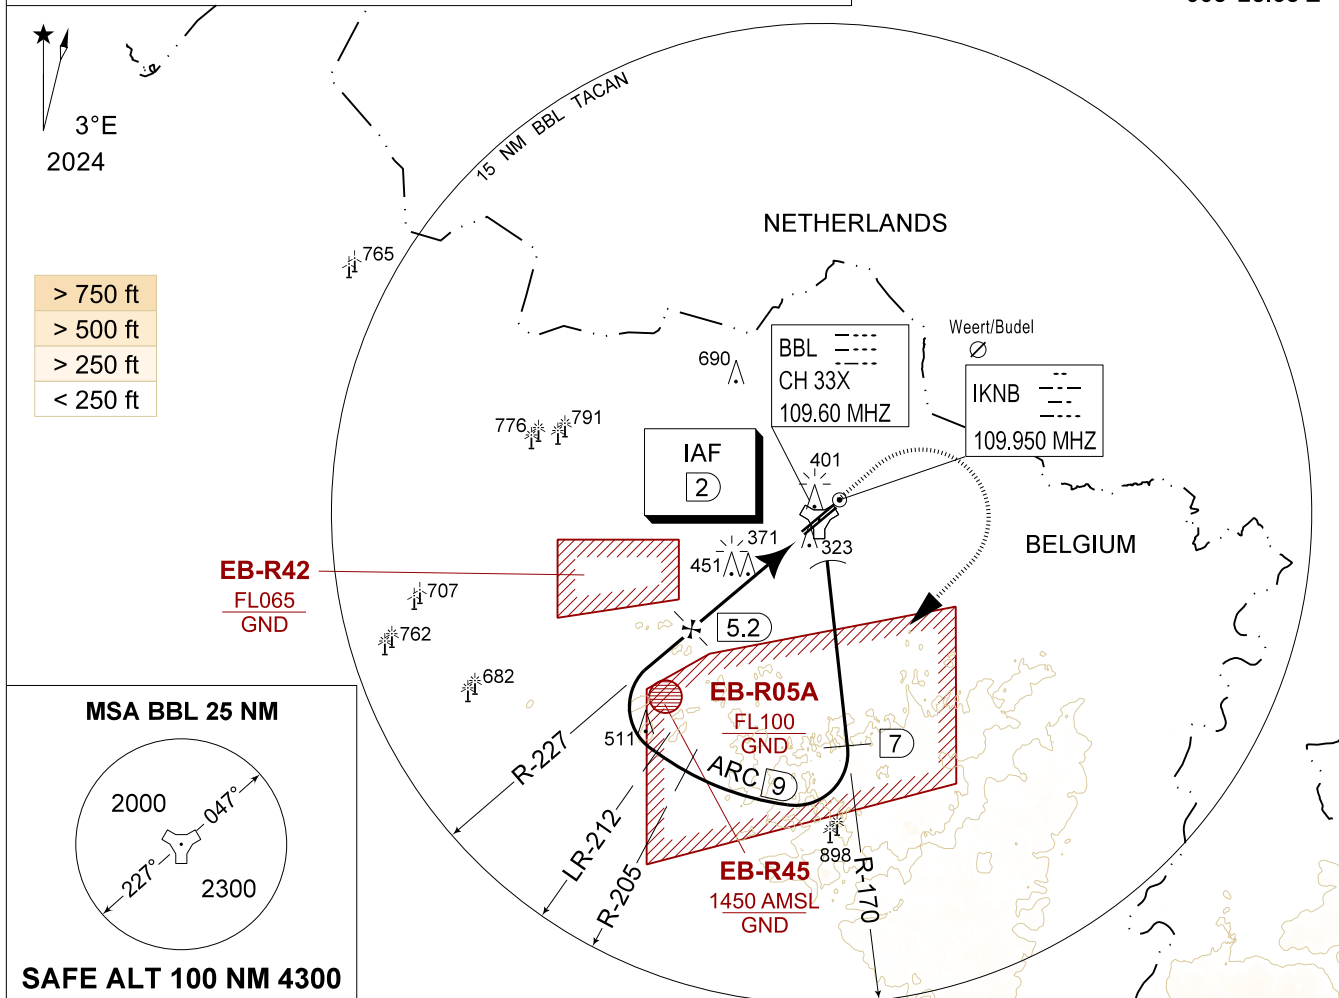 3°E
2024
15 NM BBL TACAN
NETHERLANDS
765
> 750 ft
> 500 ft
> 250 ft
< 250 ft
Weert/Budel
BBL
CH 33X
109.60 MHZ
690
IKNB
109.950 MHZ
776
791
IAF
2
401
BELGIUM
371
323
451
EB-R42
FL065
GND
707
762
5.2
682
EB-R05A
FL100
GND
511
7
ARC 9
R-227
LR-212
R-205
R-170
898
EB-R45
1450 AMSL
GND
MSA BBL 25 NM
2000
047°
227°
2300
SAFE ALT 100 NM 4300